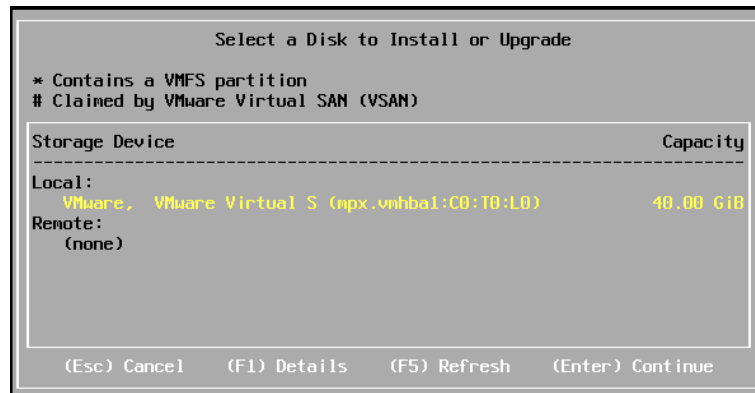 Select a Disk to Install or Upgrade
* Contains a VMFS partition
# Claimed by VMware Virtual SAN (VSAN)
Storage Device Capacity
Local:
VMware, VMware Virtual S (mpx.vmhba1:C0:T0:L0) 40.00 GiB
Remote:
(none)
(Esc) Cancel (F1) Details (F5) Refresh (Enter) Continue